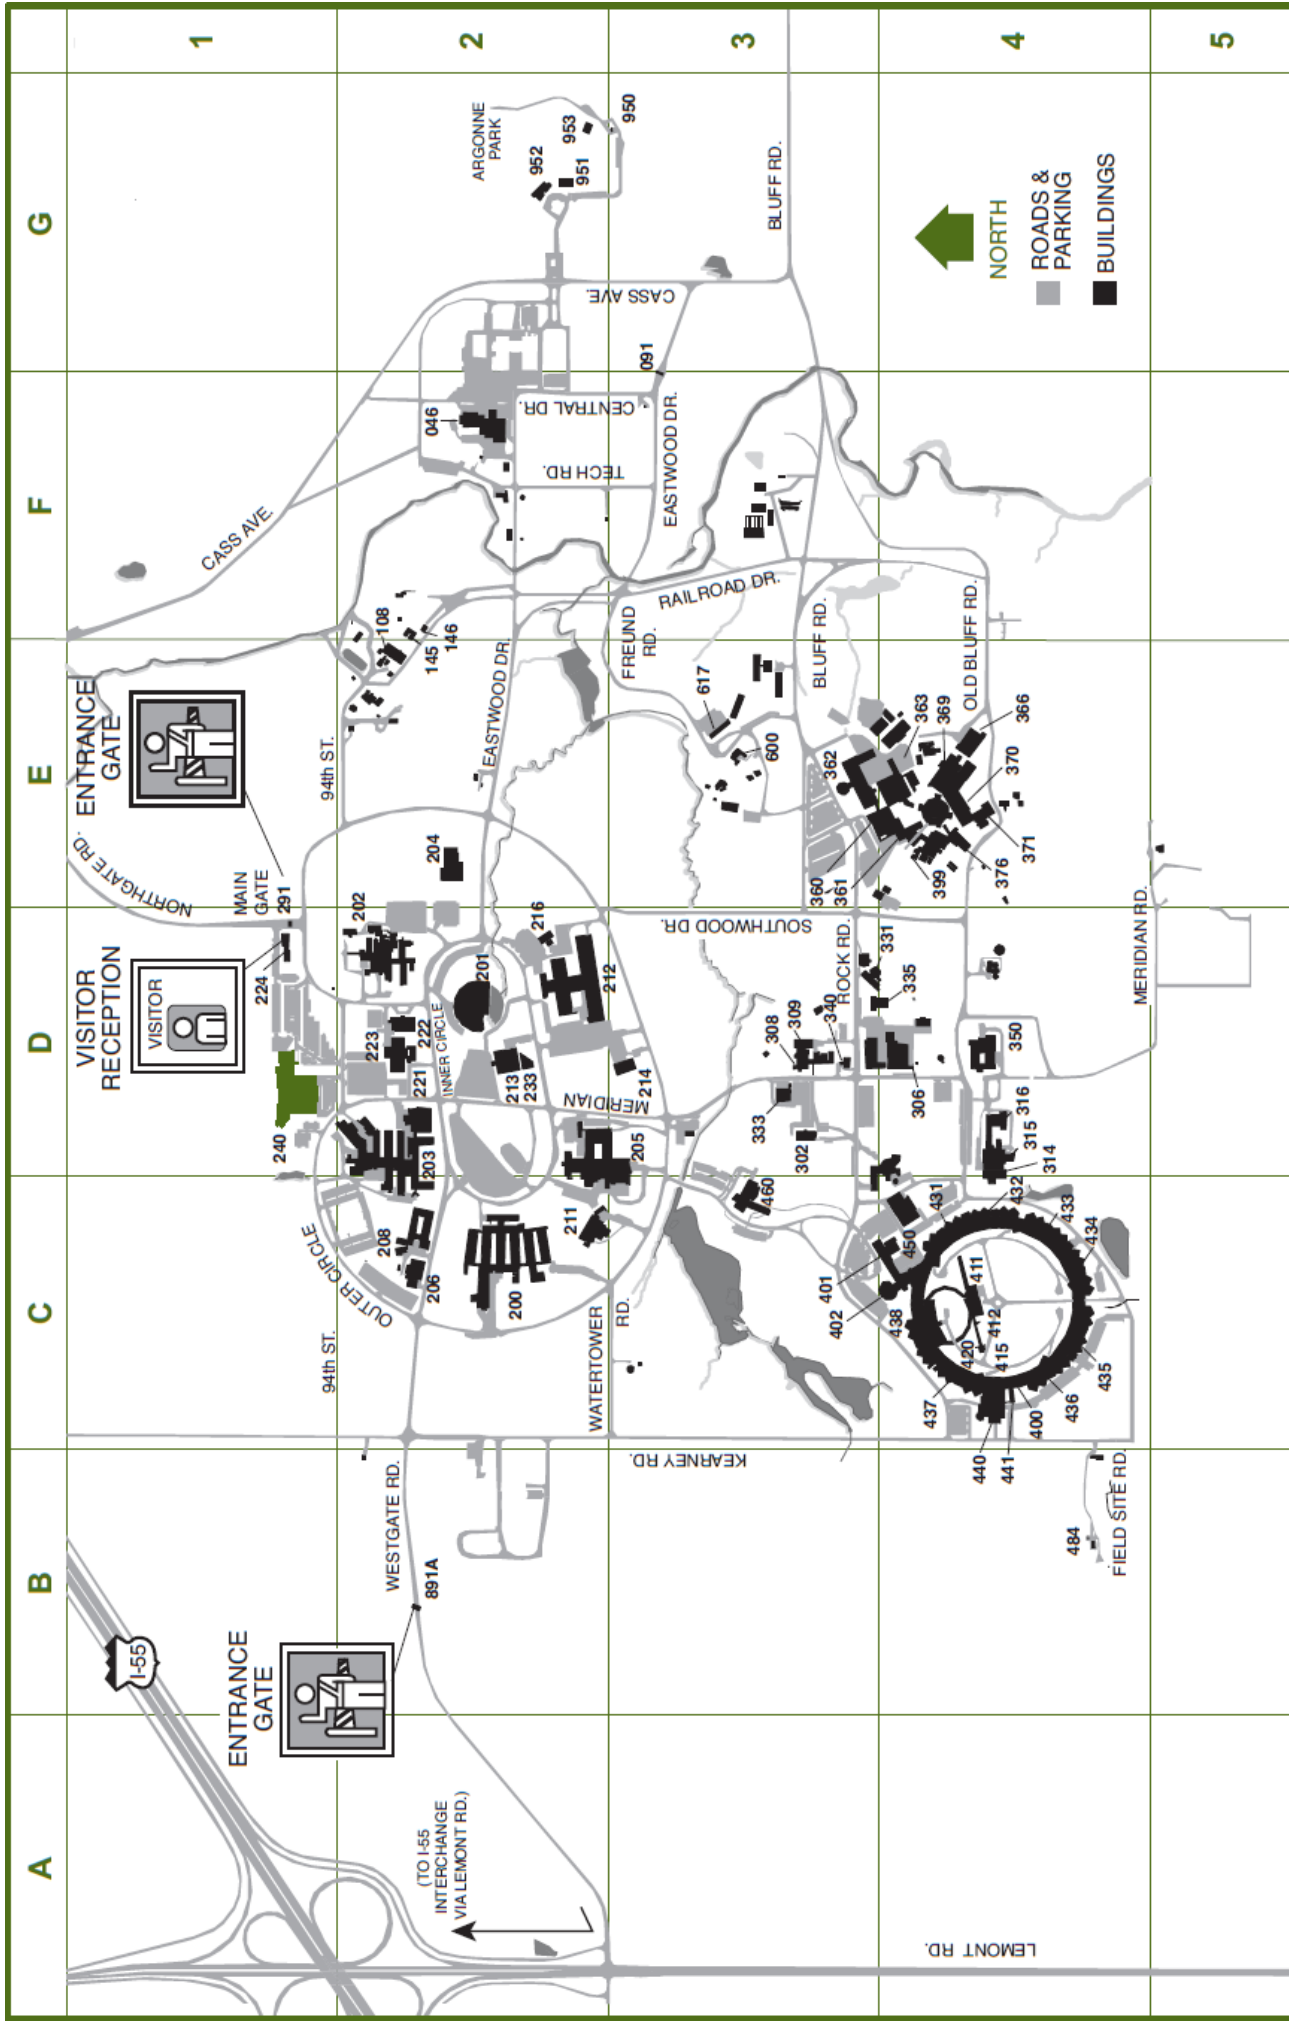 A
B
C
D
E
F
G
1
2
3
4
5
I-55
ENTRANCE
GATE
(TO I-55
INTERCHANGE
VIA LEMONT RD.)
LEMONT RD.
WESTGATE RD.
891A
KEARNEY RD.
FIELD SITE RD.
484
VISITOR
RECEPTION
VISITOR
ENTRANCE
GATE
MAIN
GATE
291
224
240
NORTHGATE RD.
CASS AVE.
94th ST.
94th ST.
OUTER CIRCLE
INNER CIRCLE
WATERTOWER
RD.
MERIDIAN
SOUTHWOOD DR.
EASTWOOD DR.
202
204
216
201
212
223
222
221
213
233
214
203
205
208
206
200
211
108
145
146
046
TECH RD.
CENTRAL DR.
EASTWOOD DR.
091
CASS AVE.
ARGONNE
PARK
952
953
951
950
BLUFF RD.
FREUND
RD.
RAILROAD DR.
BLUFF RD.
OLD BLUFF RD.
617
600
362
363
369
366
370
371
376
399
361
360
ROCK RD.
331
335
340
309
308
333
302
306
350
316
315
314
MERIDIAN RD.
460
401
402
450
431
432
433
434
435
436
400
441
440
437
438
411
412
415
420
NORTH
ROADS &
PARKING
BUILDINGS